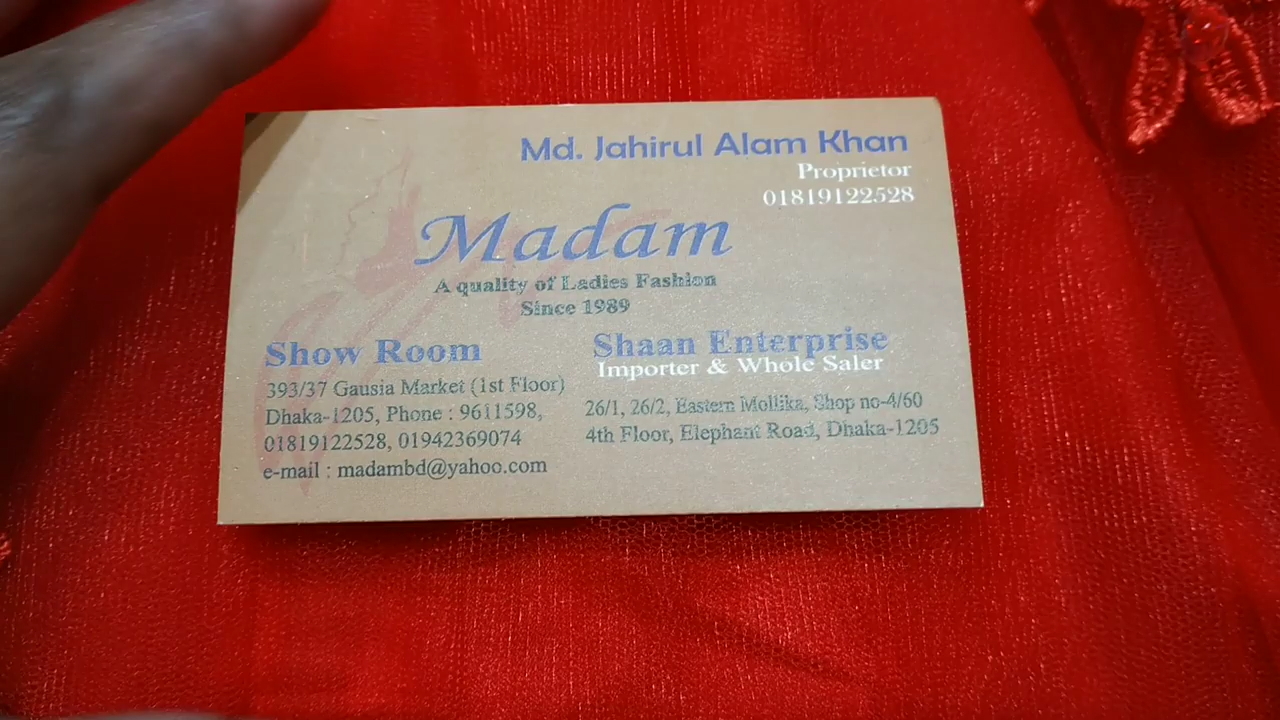 Md. Jahirul Alam Khan
Proprietor
01819122528
Madam
A quality of Ladies Fashion
Since 1989
Show Room
393/37 Gausia Market (1st Floor)
Dhaka-1205, Phone : 9611598,
01819122528, 01942369074
e-mail : madambd@yahoo.com
Shaan Enterprise
Importer & Whole Saler
26/1, 26/2, Eastern Mollika, Shop no-4/60
4th Floor, Elephant Road, Dhaka-1205